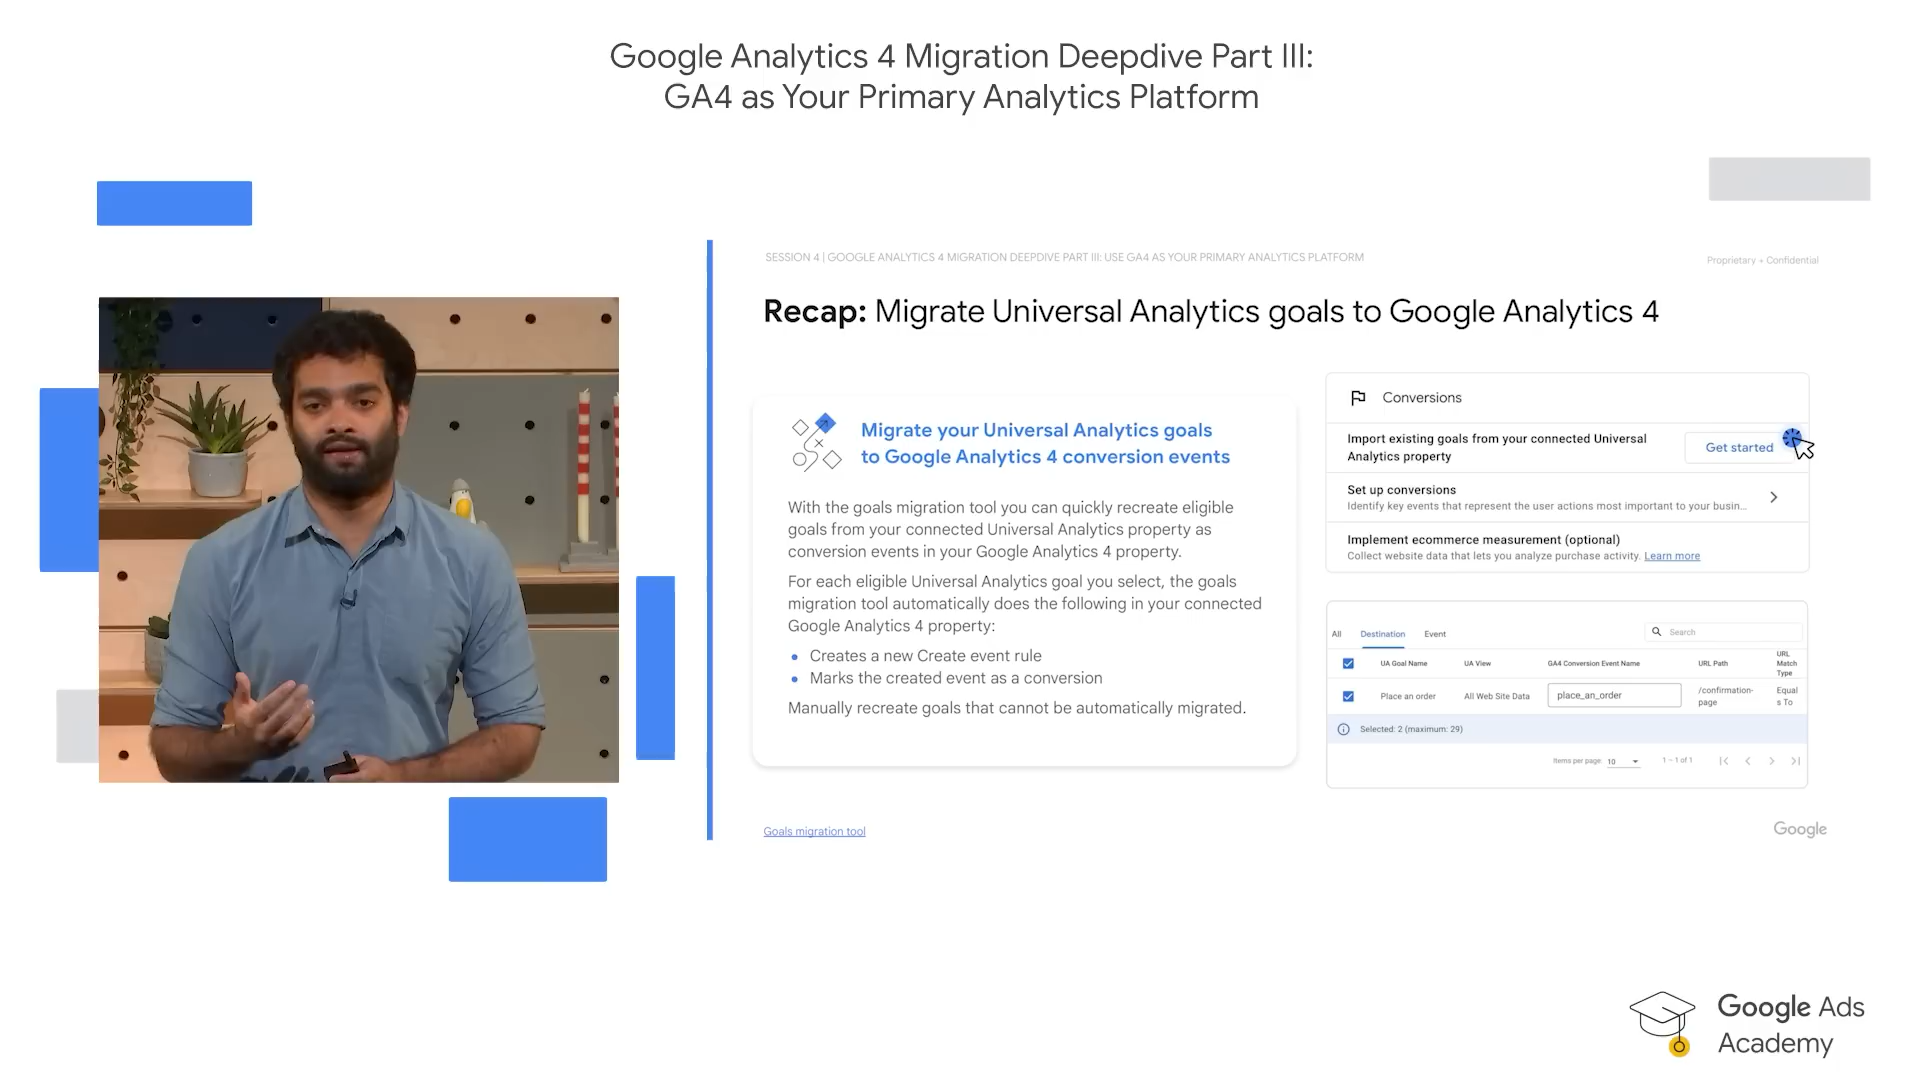 Google Analytics 4 Migration Deepdive Part III:
GA4 as Your Primary Analytics Platform
SESSION 4 | GOOGLE ANALYTICS 4 MIGRATION DEEPDIVE PART III: USE GA4 AS YOUR PRIMARY ANALYTICS PLATFORM
Proprietary + Confidential
Recap: Migrate Universal Analytics goals to Google Analytics 4
Migrate your Universal Analytics goals
to Google Analytics 4 conversion events
With the goals migration tool you can quickly recreate eligible
goals from your connected Universal Analytics property as
conversion events in your Google Analytics 4 property.
For each eligible Universal Analytics goal you select, the goals
migration tool automatically does the following in your connected
Google Analytics 4 property:
Creates a new Create event rule
Marks the created event as a conversion
Manually recreate goals that cannot be automatically migrated.
Conversions
Import existing goals from your connected Universal
Analytics property
Get started
Set up conversions
Identify key events that represent the user actions most important to your busin...
Implement ecommerce measurement (optional)
Collect website data that lets you analyze purchase activity. Learn more
All Destination Event
Search
UA Goal Name UA View GA4 Conversion Event Name URL Path URL
Match
Type
Place an order All Web Site Data place_an_order /confirmation-
page
Equal
s To
Selected: 2 (maximum: 29)
Items per page: 10 1 – 1 of 1
Goals migration tool
Google
Google Ads
Academy